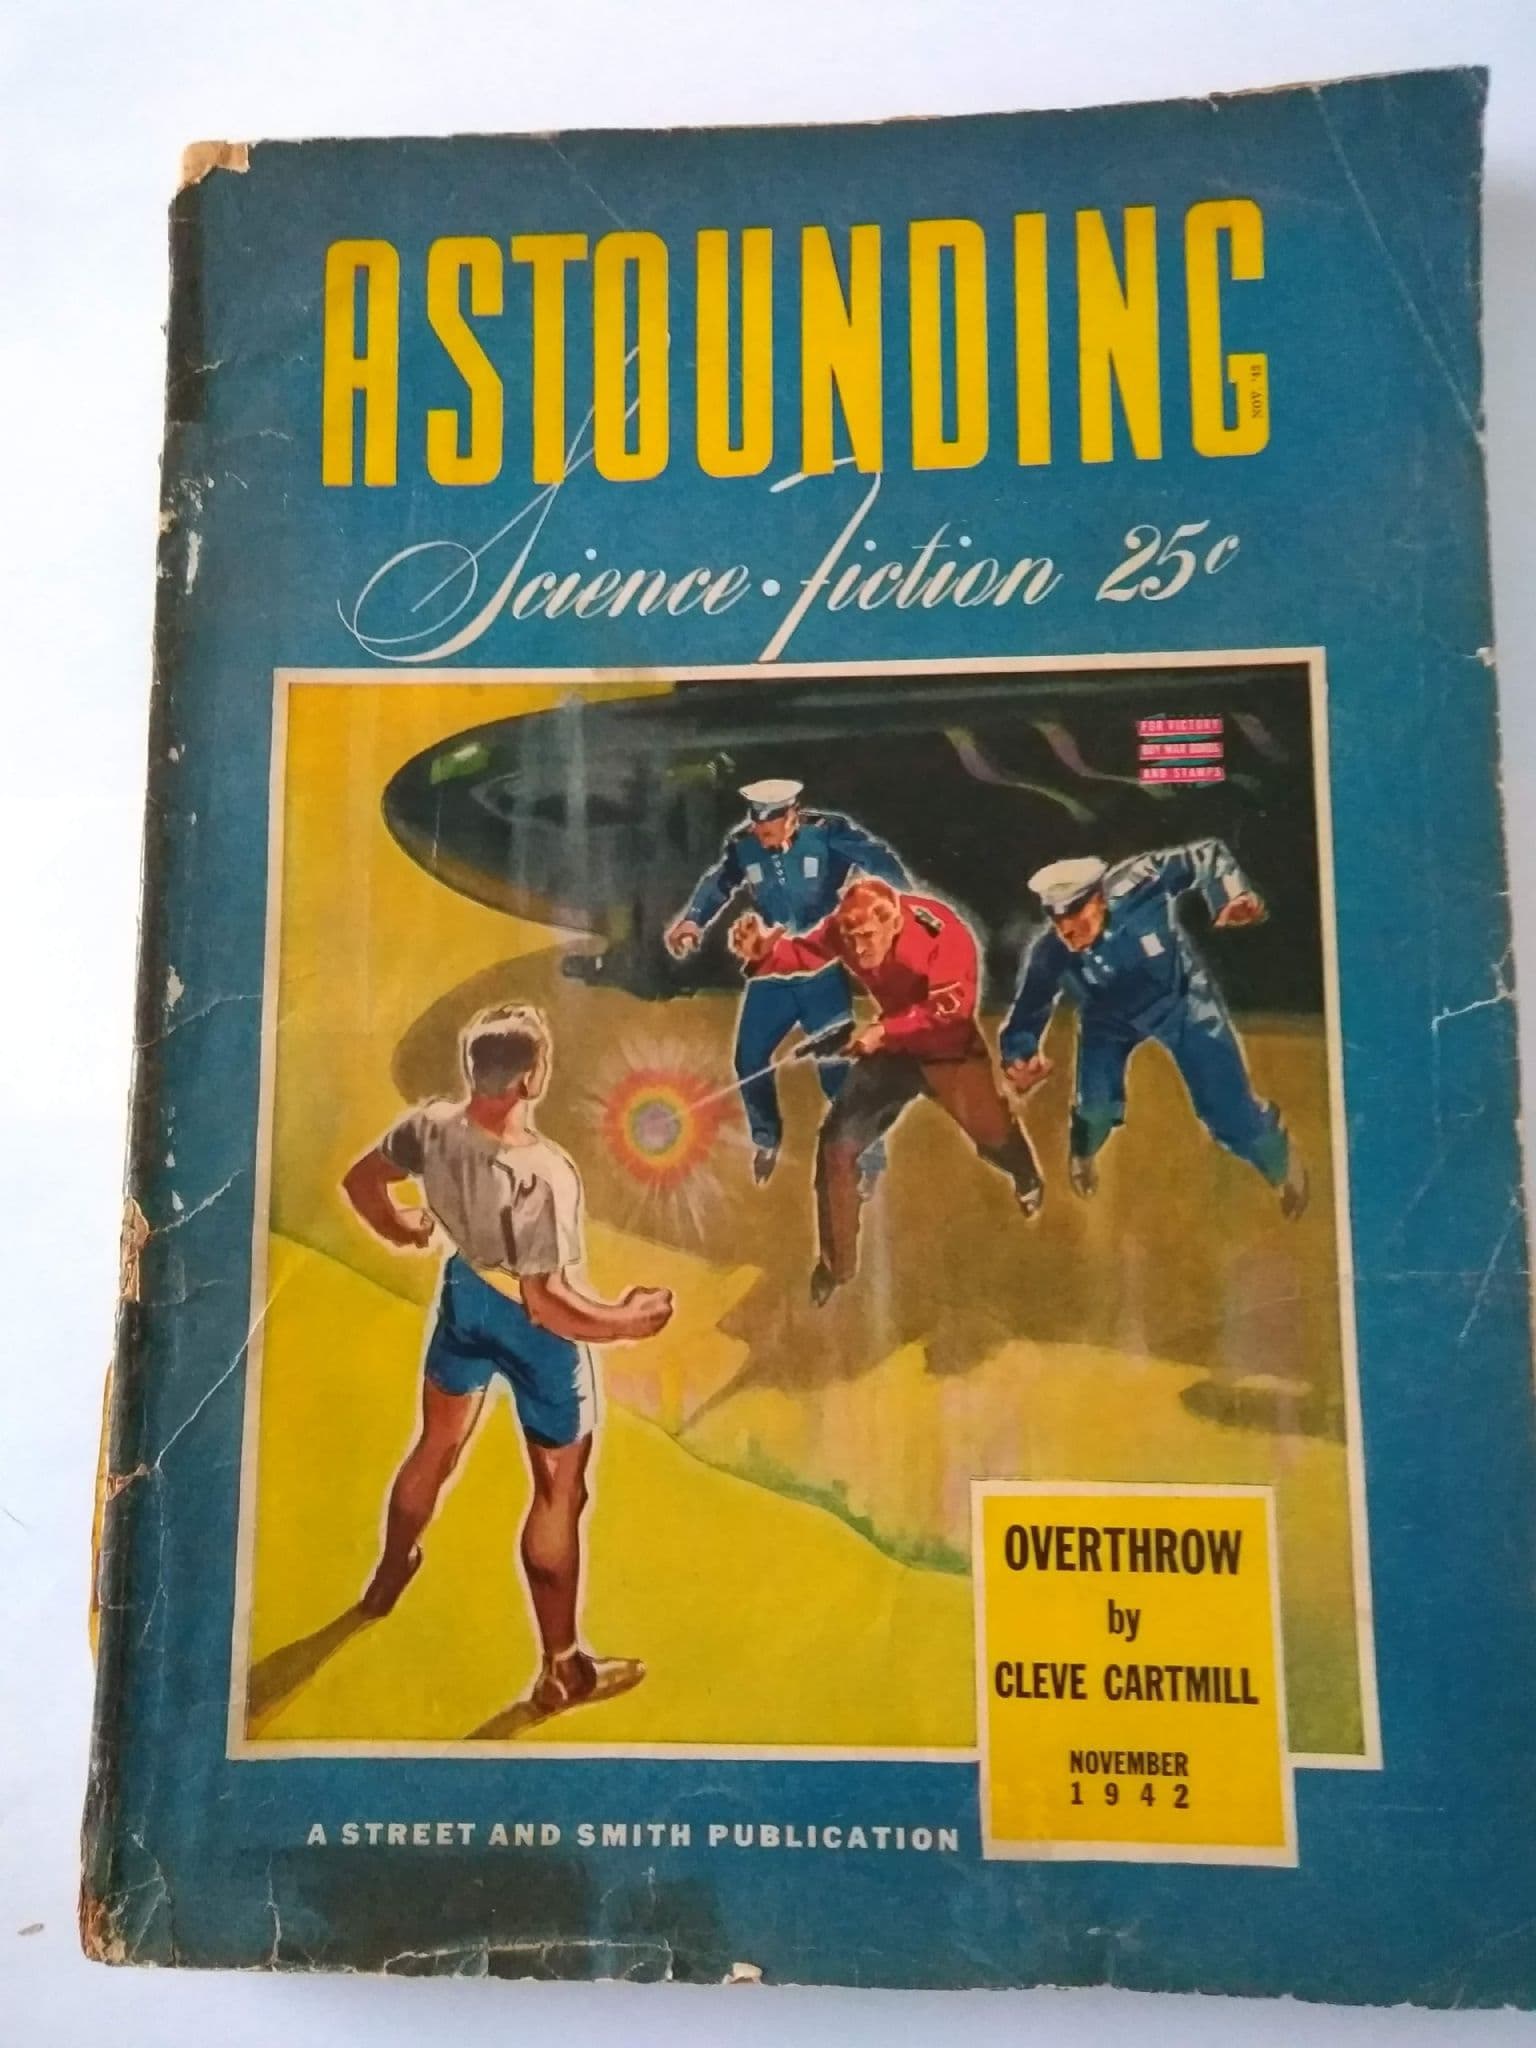 ASTOUNDING
NOV. '42
Science·Fiction 25c
FOR VICTORY
BUY WAR BONDS
AND STAMPS
OVERTHROW
by
CLEVE CARTMILL
NOVEMBER
1942
A STREET AND SMITH PUBLICATION